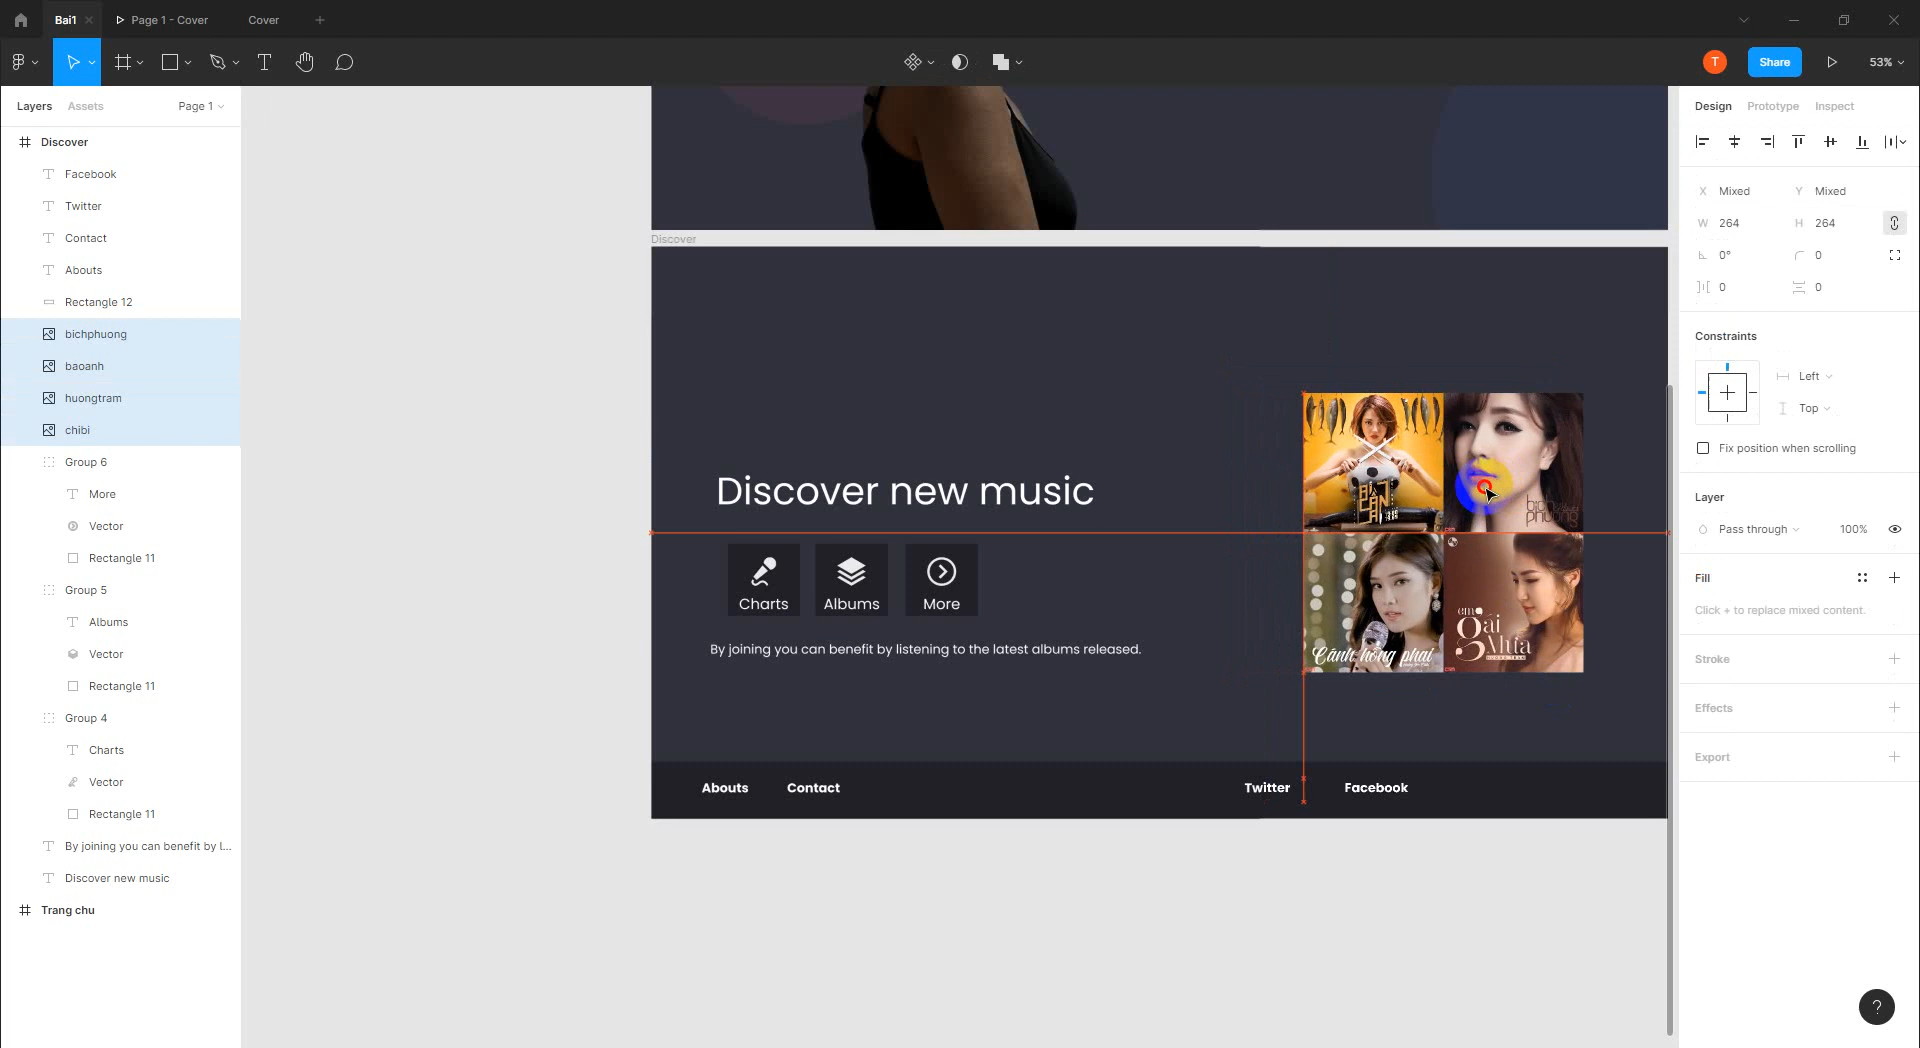 Bai1
Page 1 - Cover
Cover
T
Share
53%
Layers
Assets
Page 1
Discover
Facebook
Twitter
Contact
Abouts
Rectangle 12
bichphuong
baoanh
huongtram
chibi
Group 6
More
Vector
Rectangle 11
Group 5
Albums
Vector
Rectangle 11
Group 4
Charts
Vector
Rectangle 11
By joining you can benefit by l...
Discover new music
Trang chu
Discover
Discover new music
Charts
Albums
More
By joining you can benefit by listening to the latest albums released.
bích phương
Cánh hồng phai
em gái mưa
HƯƠNG TRÀM
Abouts
Contact
Twitter
Facebook
Design
Prototype
Inspect
X Mixed
Y Mixed
W 264
H 264
0°
0
0
0
Constraints
Left
Top
Fix position when scrolling
Layer
Pass through
100%
Fill
Click + to replace mixed content.
Stroke
Effects
Export
?